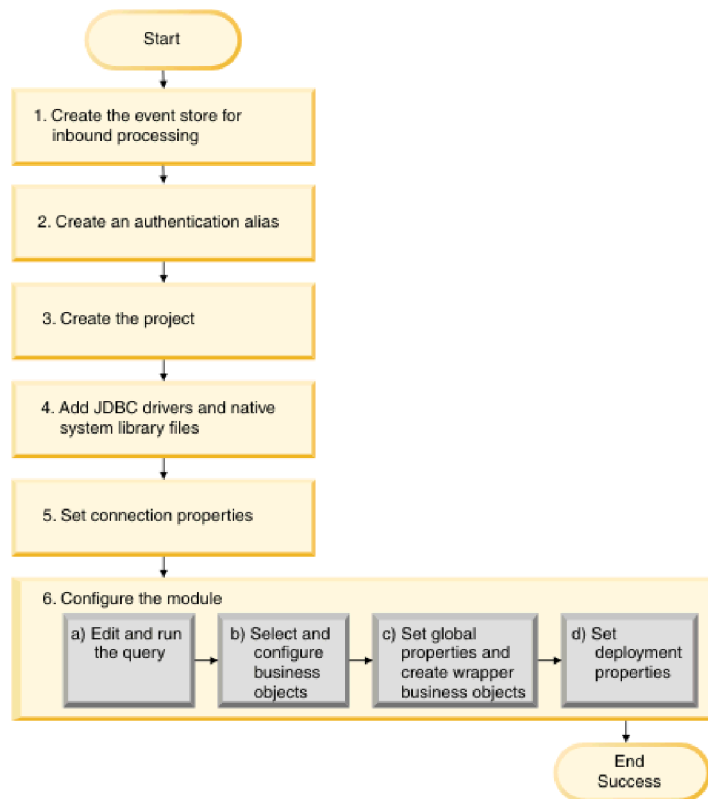 Start
1. Create the event store for
inbound processing
2. Create an authentication alias
3. Create the project
4. Add JDBC drivers and native
system library files
5. Set connection properties
6. Configure the module
a) Edit and run
the query
b) Select and
configure
business
objects
c) Set global
properties and
create wrapper
business objects
d) Set
deployment
properties
End
Success